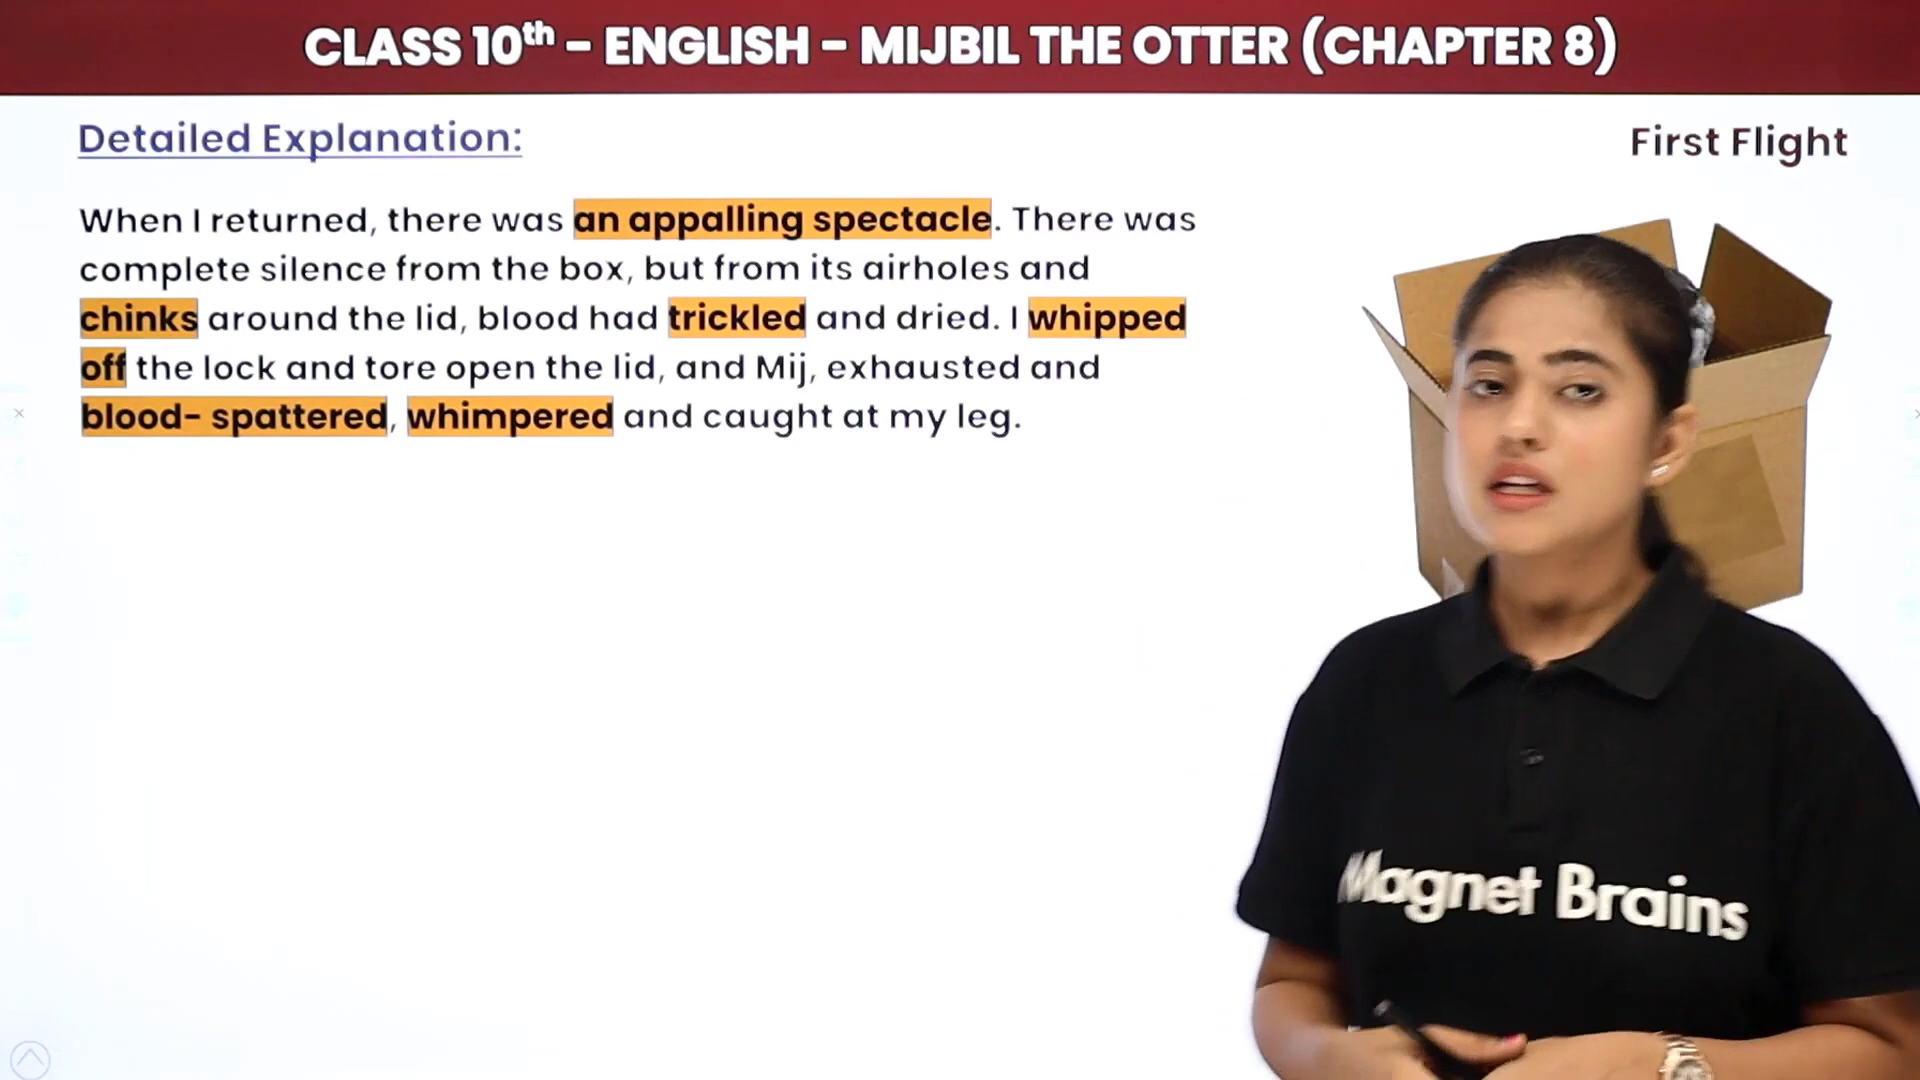 CLASS 10th – ENGLISH – MIJBIL THE OTTER (CHAPTER 8)
Detailed Explanation:
First Flight
When I returned, there was an appalling spectacle. There was
complete silence from the box, but from its airholes and
chinks around the lid, blood had trickled and dried. I whipped
off the lock and tore open the lid, and Mij, exhausted and
blood- spattered, whimpered and caught at my leg.
Magnet Brains